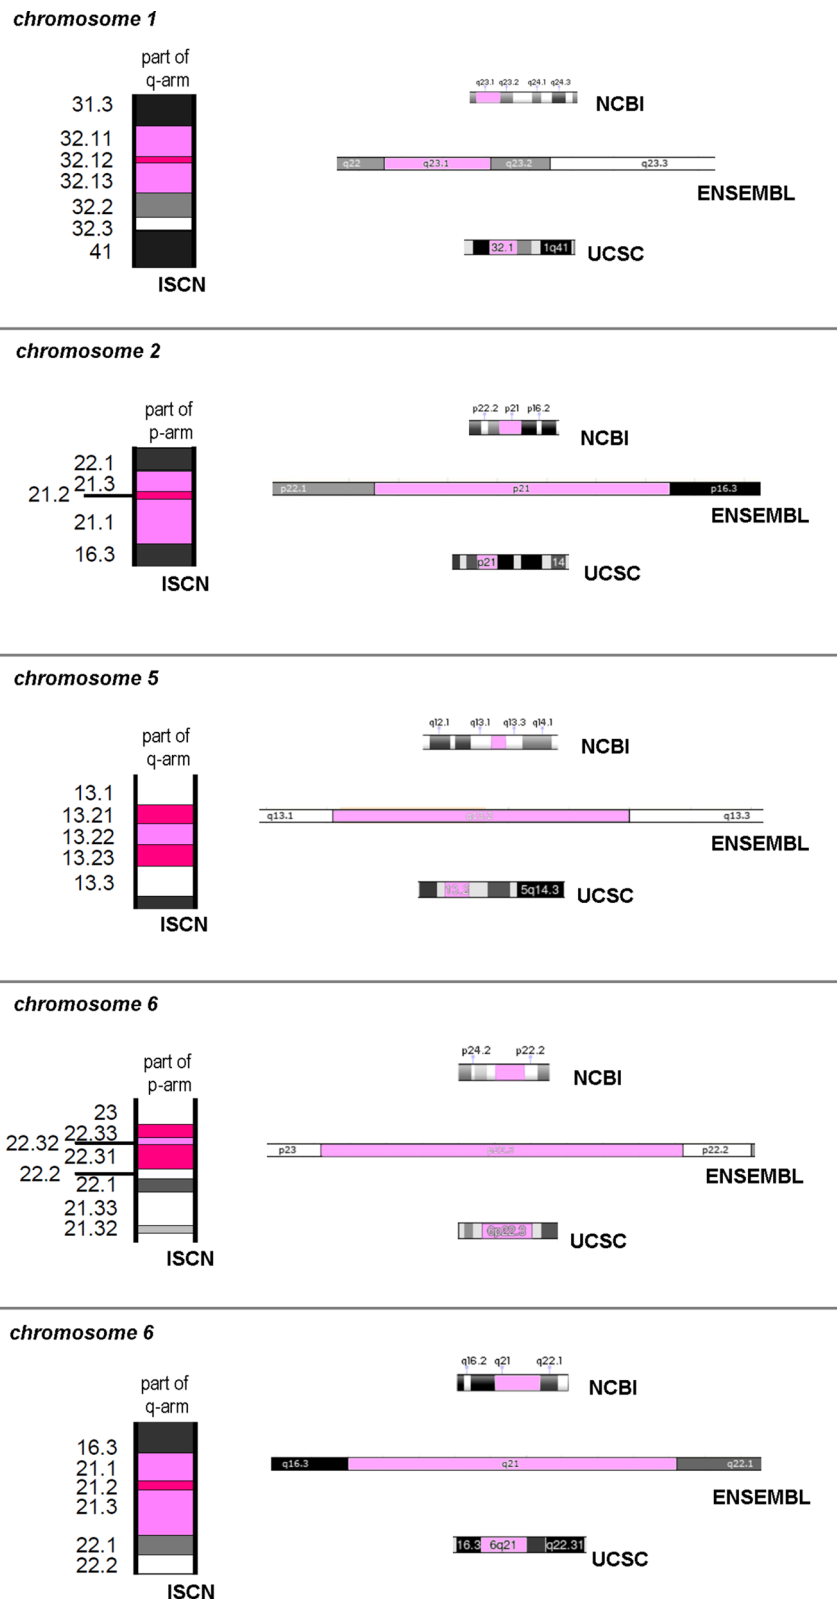 chromosome 1
part of
q-arm
31.3
32.11
32.12
32.13
32.2
32.3
41
ISCN
q23.1 q23.2 q24.1 q24.3
NCBI
q22 q23.1 q23.2 q23.3
ENSEMBL
32.1 1q41
UCSC
chromosome 2
part of
p-arm
22.1
21.3
21.2
21.1
16.3
ISCN
p22.2 p21 p16.2
NCBI
p22.1 p21 p16.3
ENSEMBL
p21 14
UCSC
chromosome 5
part of
q-arm
13.1
13.21
13.22
13.23
13.3
ISCN
q12.1 q13.1 q13.3 q14.1
NCBI
q13.1 q13.2 q13.3
ENSEMBL
13.2 5q14.3
UCSC
chromosome 6
part of
p-arm
23
22.33
22.32
22.31
22.2
22.1
21.33
21.32
ISCN
p24.2 p22.2
NCBI
p23 p22.3 p22.2
ENSEMBL
6p22.3
UCSC
chromosome 6
part of
q-arm
16.3
21.1
21.2
21.3
22.1
22.2
ISCN
q16.2 q21 q22.1
NCBI
q16.3 q21 q22.1
ENSEMBL
16.3 6q21 q22.31
UCSC